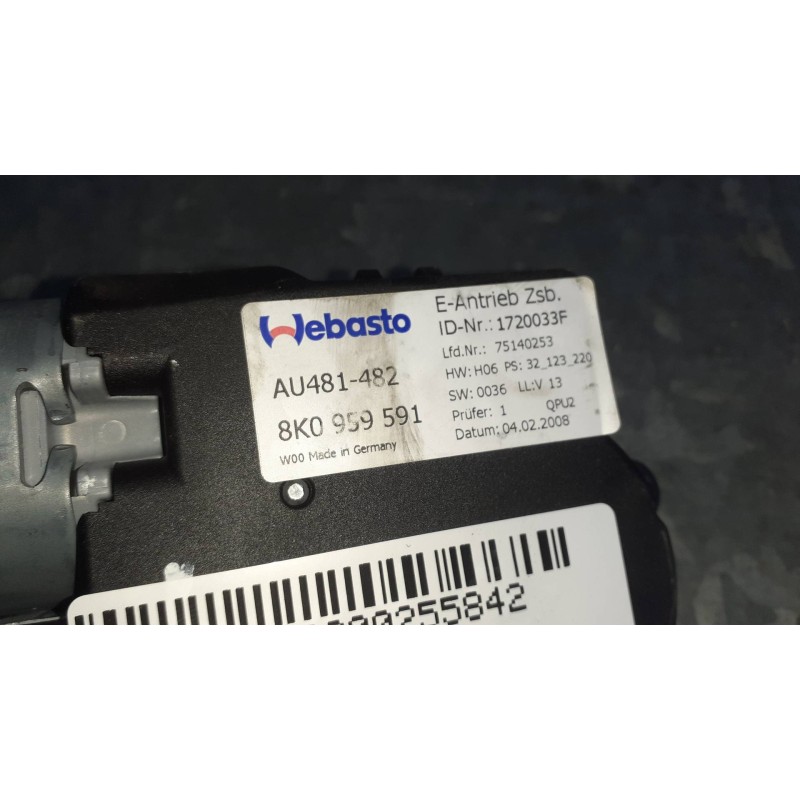 Webasto
AU481-482
8K0 959 591
W00 Made in Germany
E-Antrieb Zsb.
ID-Nr.: 1720033F
Lfd.Nr.: 75140253
HW: H06 PS: 32_123_220
SW: 0036 LL:V 13
Prüfer: 1 QPU2
Datum: 04.02.2008